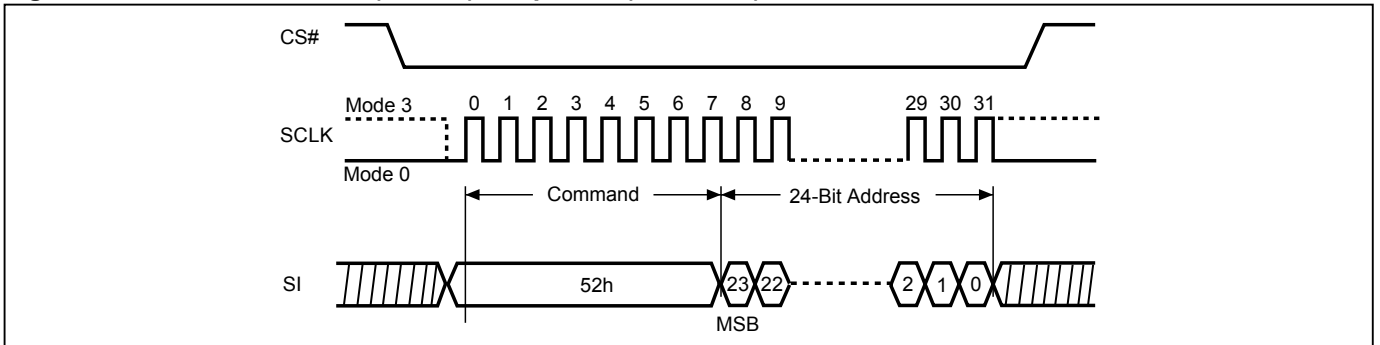 CS#
Mode 3 0 1 2 3 4 5 6 7 8 9 29 30 31
SCLK
Mode 0
Command 24-Bit Address
SI 52h 23 22 2 1 0
MSB